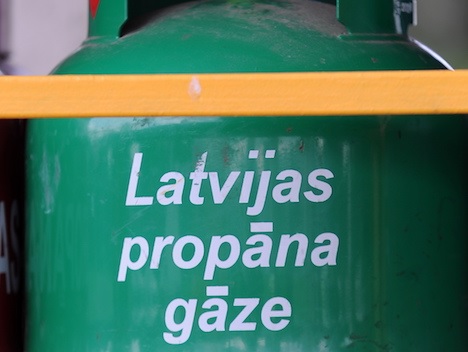 Latvijas
propāna
gāze